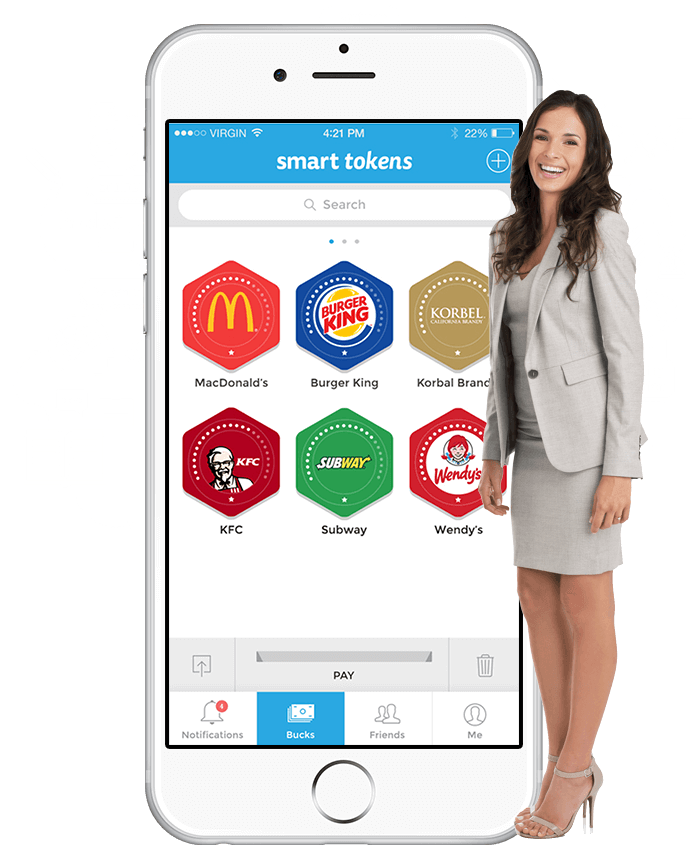 VIRGIN 4:21 PM 22%
smart tokens
Search
M
BURGER
KING
KORBEL
CALIFORNIA BRANDY
MacDonald's
Burger King
Korbal Brand
KFC
SUBWAY
Wendy's
KFC
Subway
Wendy's
PAY
4
Notifications
Bucks
Friends
Me